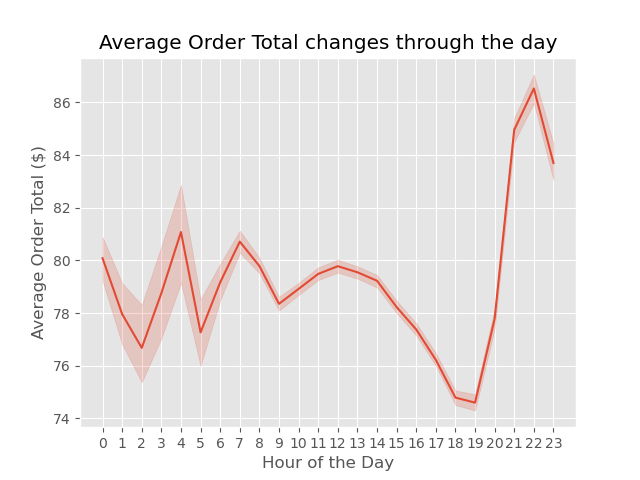 Average Order Total changes through the day
86
84
82
80
78
76
74
Average Order Total ($)
0 1 2 3 4 5 6 7 8 9 10 11 12 13 14 15 16 17 18 19 20 21 22 23
Hour of the Day